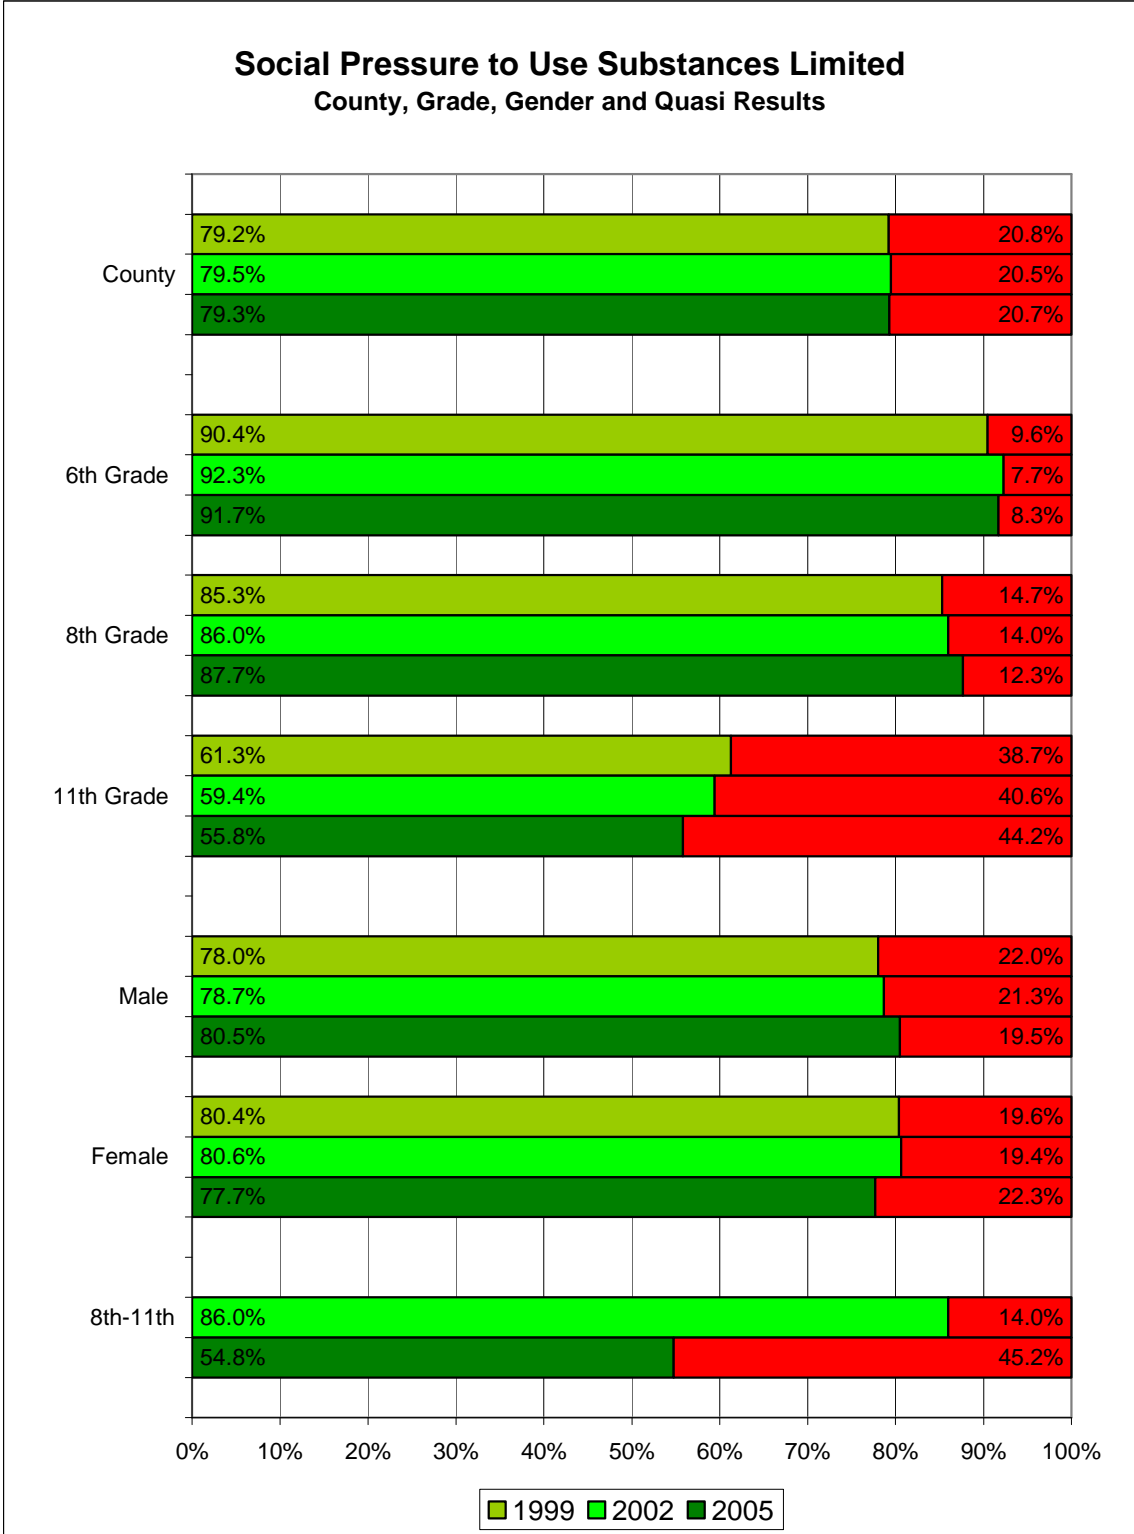 Social Pressure to Use Substances Limited
County, Grade, Gender and Quasi Results
79.2% 20.8%
County 79.5% 20.5%
79.3% 20.7%
90.4% 9.6%
6th Grade 92.3% 7.7%
91.7% 8.3%
85.3% 14.7%
8th Grade 86.0% 14.0%
87.7% 12.3%
61.3% 38.7%
11th Grade 59.4% 40.6%
55.8% 44.2%
78.0% 22.0%
Male 78.7% 21.3%
80.5% 19.5%
80.4% 19.6%
Female 80.6% 19.4%
77.7% 22.3%
8th-11th 86.0% 14.0%
54.8% 45.2%
0% 10% 20% 30% 40% 50% 60% 70% 80% 90% 100%
1999 2002 2005